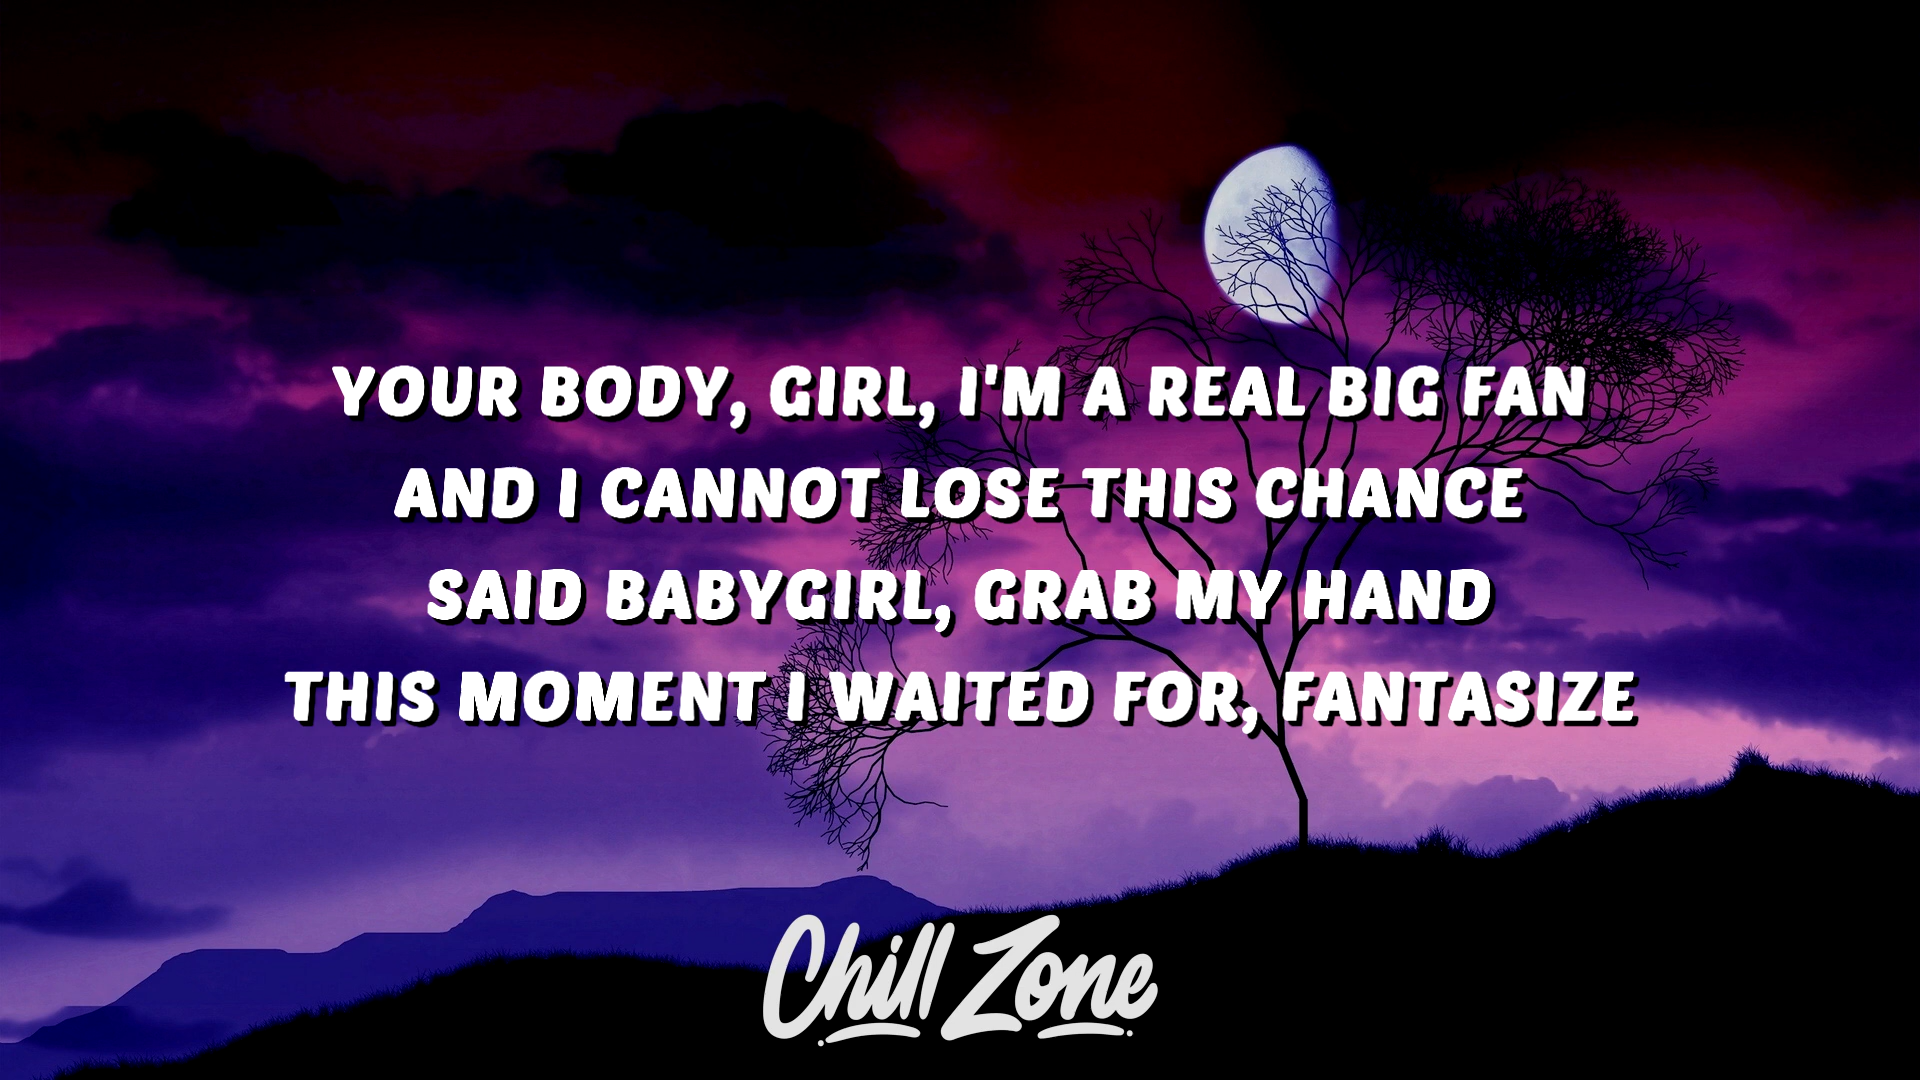 YOUR BODY, GIRL, I'M A REAL BIG FAN
AND I CANNOT LOSE THIS CHANCE
SAID BABYGIRL, GRAB MY HAND
THIS MOMENT I WAITED FOR, FANTASIZE
Chill Zone